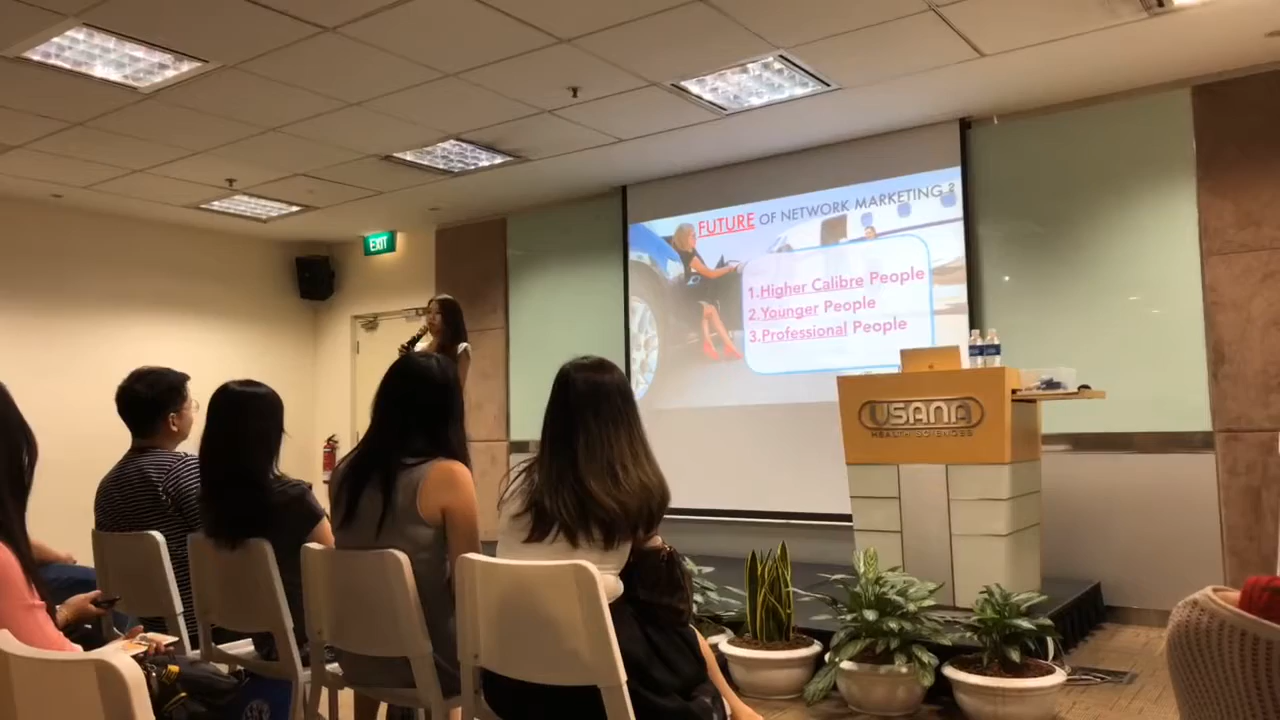 EXIT
FUTURE OF NETWORK MARKETING ?
1.Higher Calibre People
2.Younger People
3.Professional People
USANA
HEALTH SCIENCES